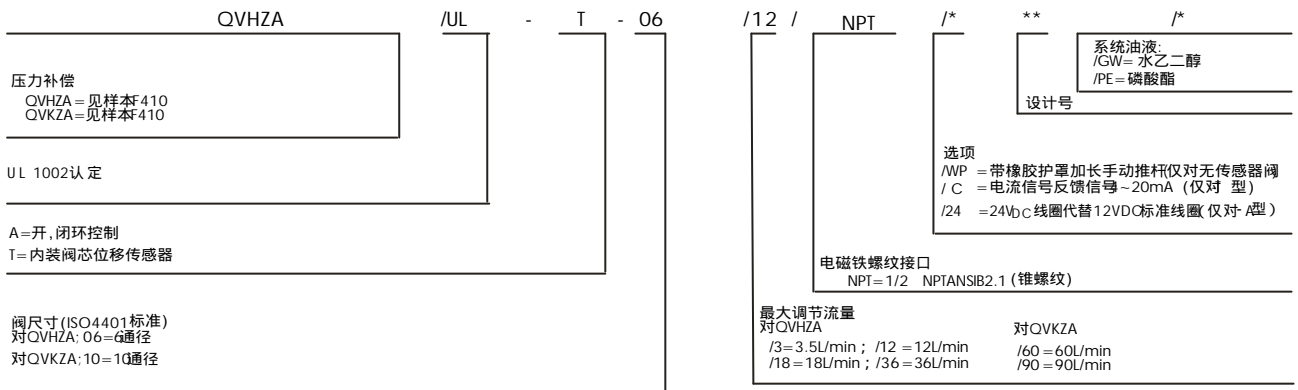 QVHZA /UL - T - 06 /12 / NPT /* ** /*
系统油液:
/GW=水乙二醇
/PE=磷酸酯
设计号
压力补偿
QVHZA=见样本F410
QVKZA=见样本F410
选项
/WP =带橡胶护罩加长手动推杆(仅对无传感器阀
/ C =电流信号反馈信号4~20mA (仅对 型)
/24 =24VDC线圈代替12VDC标准线圈(仅对-A型)
UL 1002认定
A=开,闭环控制
T=内装阀芯位移传感器
电磁铁螺纹接口
NPT=1/2 NPTANSIB2.1(锥螺纹)
阀尺寸(ISO4401标准)
对QVHZA; 06=6通径
对QVKZA;10=10通径
最大调节流量
对QVHZA
/3=3.5L/min ; /12 =12L/min
/18=18L/min ; /36=36L/min
对QVKZA
/60 =60L/min
/90 =90L/min